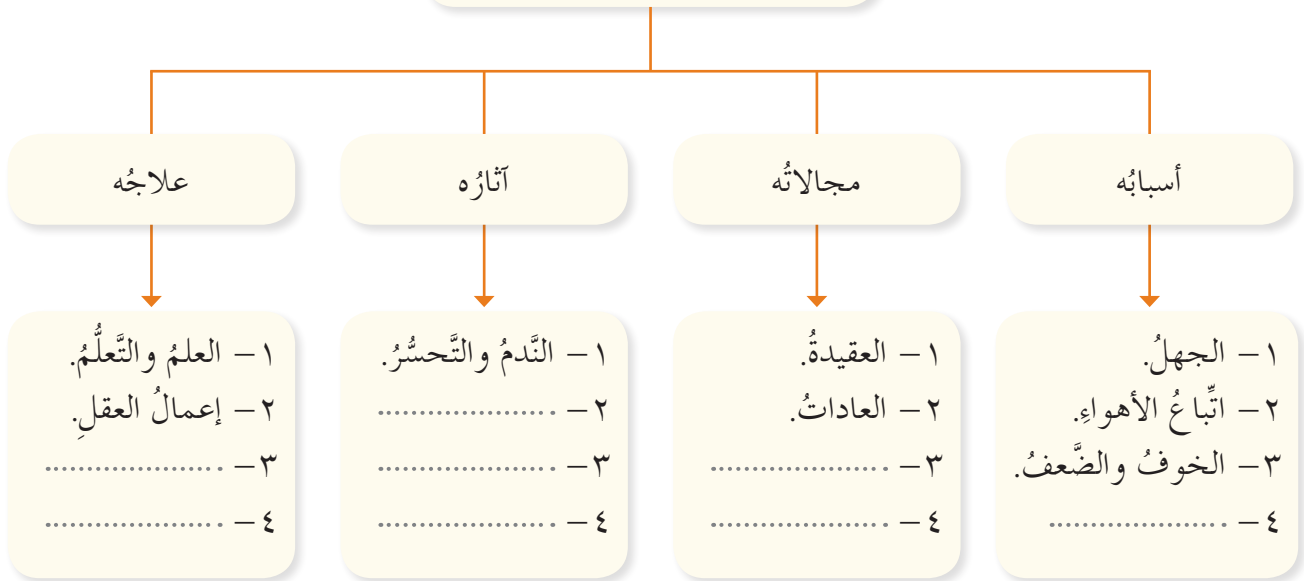 أسبابُه
مجالاتُه
آثارُه
علاجُه
١– الجهلُ.
٢– اتِّباعُ الأهواءِ.
٣– الخوفُ والضَّعفُ.
٤– .....................
١– العقيدةُ.
٢– العاداتُ.
٣– .....................
٤– .....................
١– النَّدمُ والتَّحسُّرُ.
٢– .....................
٣– .....................
٤– .....................
١– العلمُ والتَّعلُّمُ.
٢– إعمالُ العقلِ.
٣– .....................
٤– .....................